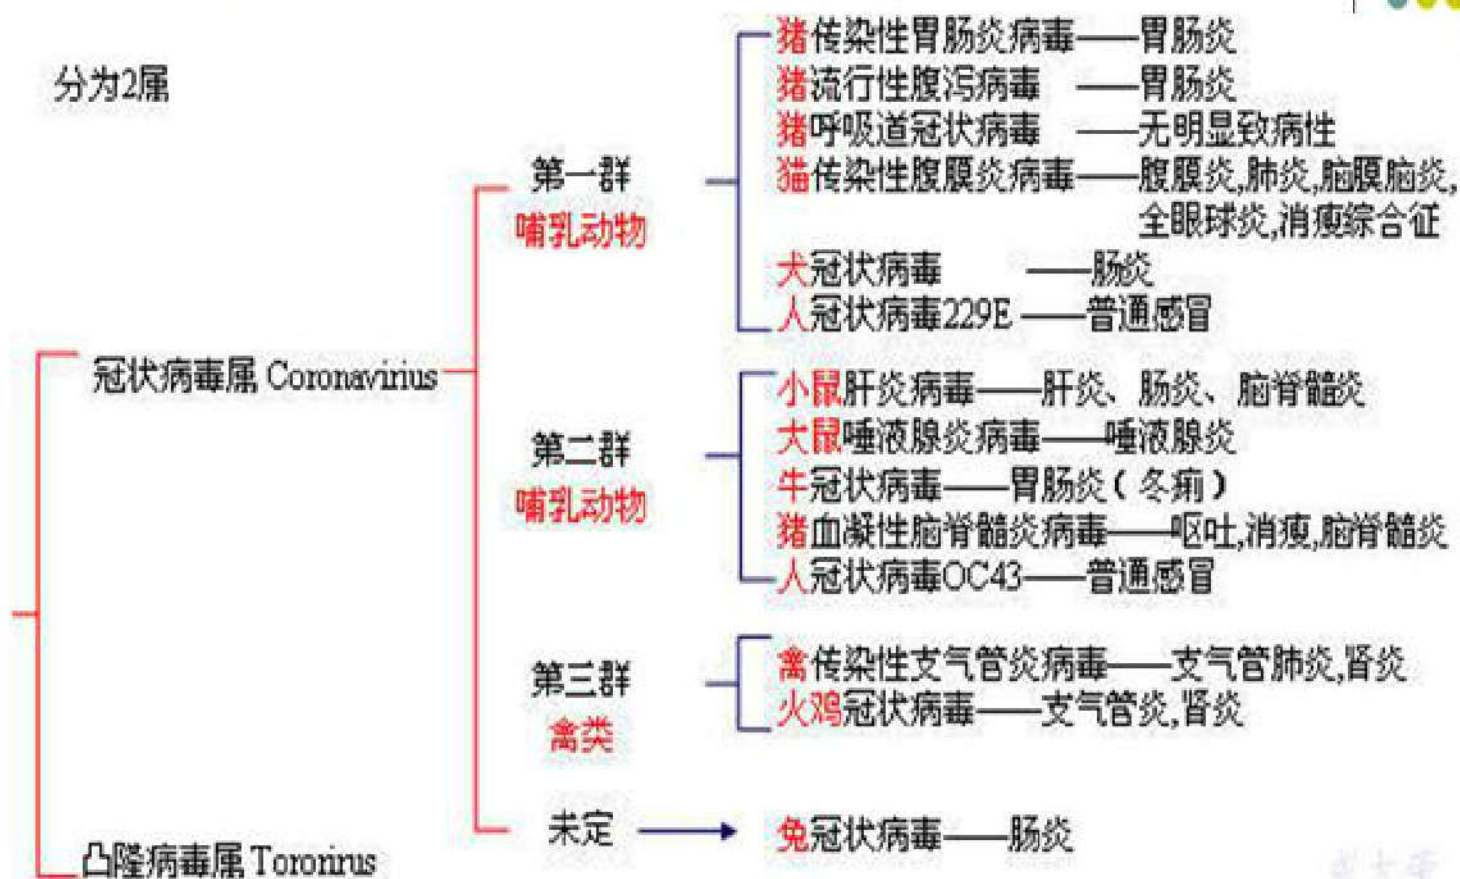 分为2属
猪传染性胃肠炎病毒——胃肠炎
猪流行性腹泻病毒 ——胃肠炎
猪呼吸道冠状病毒 ——无明显致病性
第一群
猫传染性腹膜炎病毒——腹膜炎,肺炎,脑膜脑炎,
哺乳动物
全眼球炎,消瘦综合征
犬冠状病毒 ——肠炎
人冠状病毒229E ——普通感冒
冠状病毒属 Coronavirius
小鼠肝炎病毒——肝炎、肠炎、脑脊髓炎
第二群
大鼠唾液腺炎病毒——唾液腺炎
哺乳动物
牛冠状病毒——胃肠炎(冬痢)
猪血凝性脑脊髓炎病毒——呕吐,消瘦,脑脊髓炎
人冠状病毒OC43——普通感冒
第三群
禽传染性支气管炎病毒——支气管肺炎,肾炎
禽类
火鸡冠状病毒——支气管炎,肾炎
未定
兔冠状病毒——肠炎
凸隆病毒属 Toronirus